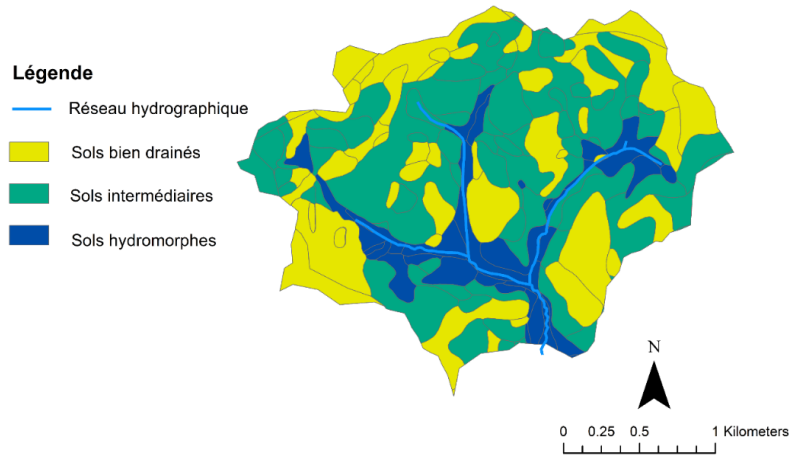 Légende
Réseau hydrographique
Sols bien drainés
Sols intermédiaires
Sols hydromorphes
N
0 0.25 0.5 1 Kilometers